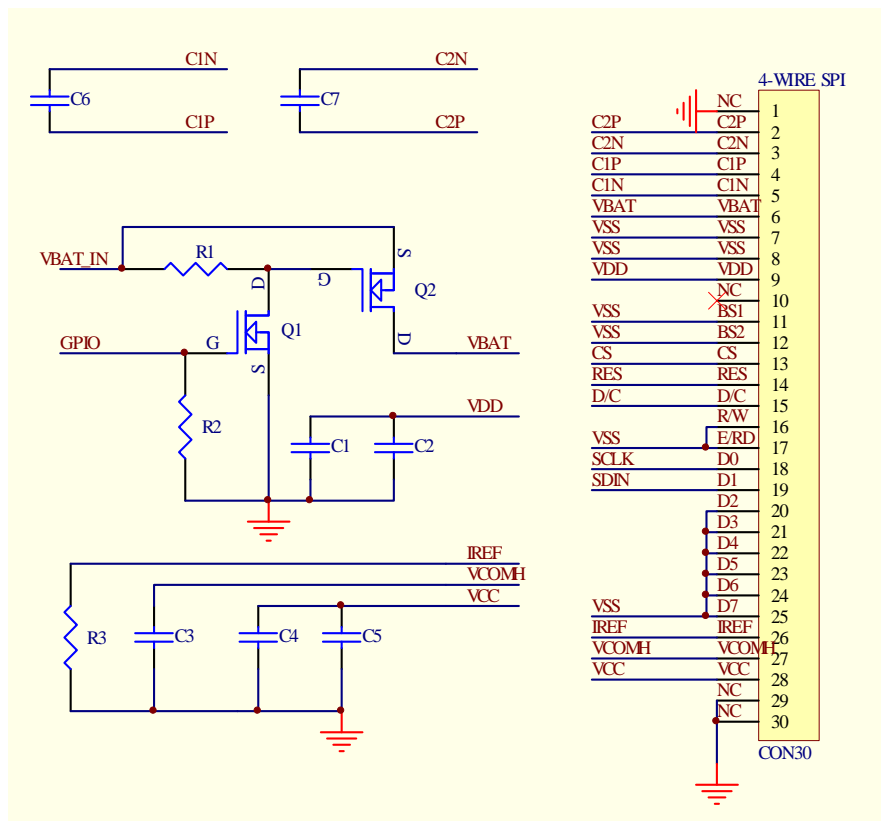 C1N
C6
C1P
C2N
C7
C2P
VBAT_IN
R1
D
G
S
Q2
D
VBAT
GPIO
G
Q1
S
R2
VDD
C1
C2
IREF
VCOMH
VCC
R3
C3
C4
C5
4-WIRE SPI
NC 1
C2P C2P 2
C2N C2N 3
C1P C1P 4
C1N C1N 5
VBAT VBAT 6
VSS VSS 7
VSS VSS 8
VDD VDD 9
NC 10
VSS BS1 11
VSS BS2 12
CS CS 13
RES RES 14
D/C D/C 15
R/W 16
VSS E/RD 17
SCLK D0 18
SDIN D1 19
D2 20
D3 21
D4 22
D5 23
D6 24
VSS D7 25
IREF IREF 26
VCOMH VCOMH 27
VCC VCC 28
NC 29
NC 30
CON30